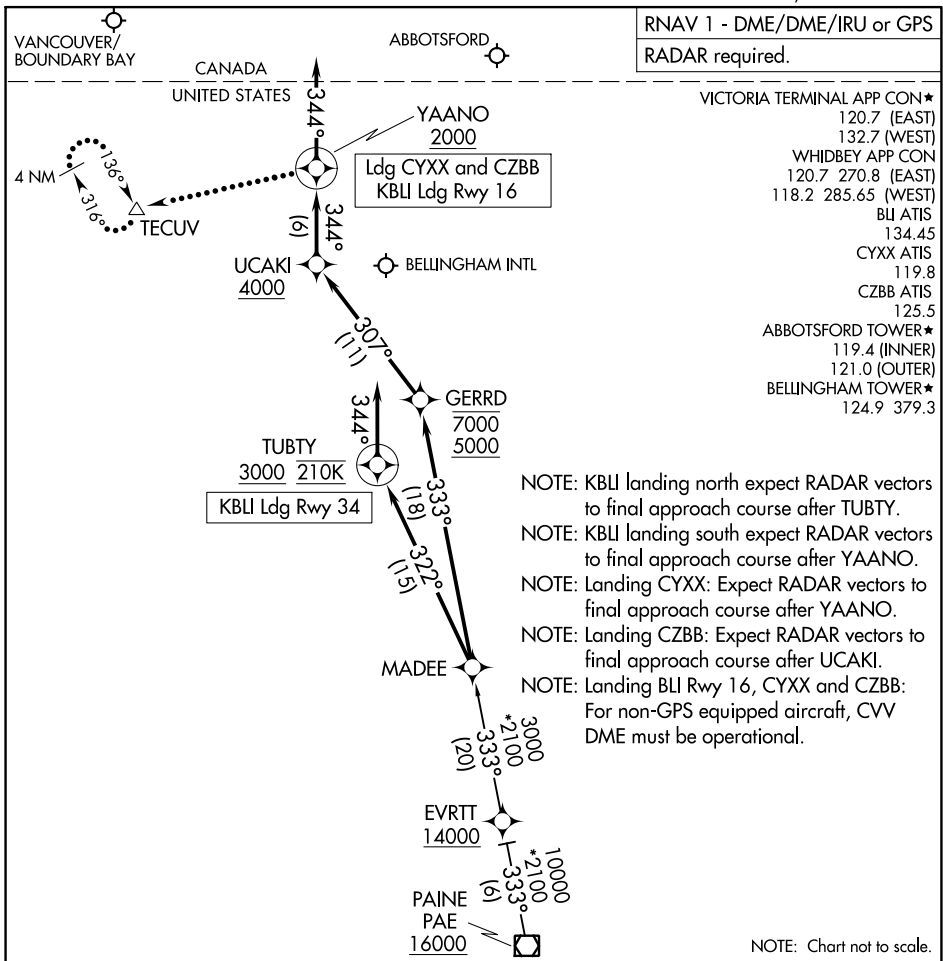 RNAV 1 - DME/DME/IRU or GPS
RADAR required.
VANCOUVER/
BOUNDARY BAY
ABBOTSFORD
CANADA
UNITED STATES
344°
YAANO
2000
Ldg CYXX and CZBB
KBLI Ldg Rwy 16
4 NM
136°
316°
TECUV
344°
(6)
UCAKI
4000
BELLINGHAM INTL
307°
(11)
GERRD
7000
5000
344°
TUBTY
3000 210K
KBLI Ldg Rwy 34
333°
(18)
322°
(15)
MADEE
3000
*2100
333°
(20)
EVRTT
14000
10000
*2100
333°
(6)
PAINE
PAE
16000
VICTORIA TERMINAL APP CON★
120.7 (EAST)
132.7 (WEST)
WHIDBEY APP CON
120.7 270.8 (EAST)
118.2 285.65 (WEST)
BLI ATIS
134.45
CYXX ATIS
119.8
CZBB ATIS
125.5
ABBOTSFORD TOWER★
119.4 (INNER)
121.0 (OUTER)
BELLINGHAM TOWER★
124.9 379.3
NOTE: KBLI landing north expect RADAR vectors
to final approach course after TUBTY.
NOTE: KBLI landing south expect RADAR vectors
to final approach course after YAANO.
NOTE: Landing CYXX: Expect RADAR vectors to
final approach course after YAANO.
NOTE: Landing CZBB: Expect RADAR vectors to
final approach course after UCAKI.
NOTE: Landing BLI Rwy 16, CYXX and CZBB:
For non-GPS equipped aircraft, CVV
DME must be operational.
NOTE: Chart not to scale.